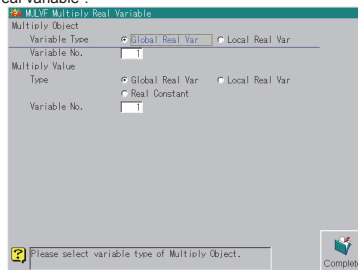 eal variable".
MULVF Multiply Real Variable
Multiply Object
Variable Type Global Real Var Local Real Var
Variable No. 1
Multiply Value
Type Global Real Var Local Real Var
Real Constant
Variable No. 1
Please select variable type of Multiply Object.
Complete